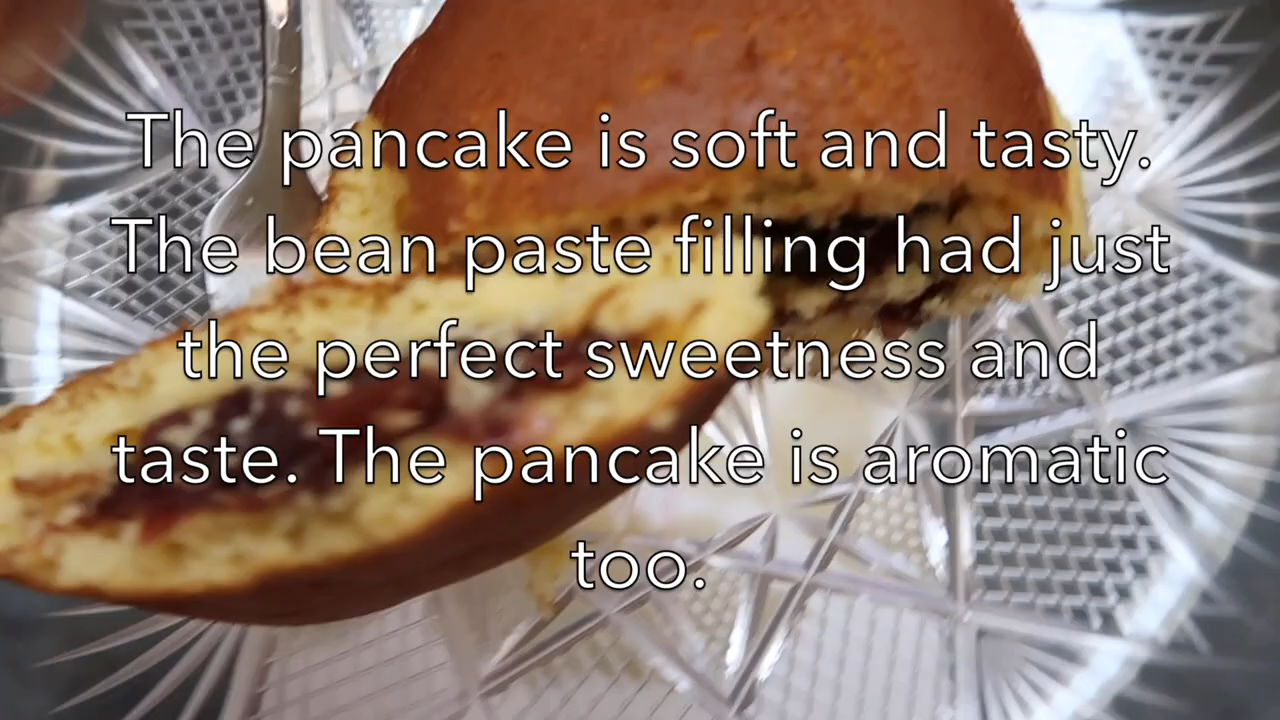 The pancake is soft and tasty.
The bean paste filling had just
the perfect sweetness and
taste. The pancake is aromatic
too.